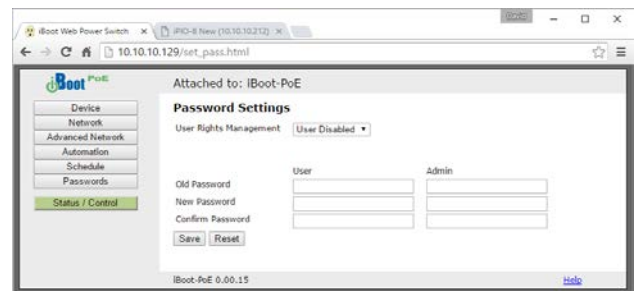 iBoot Web Power Switch
iPIO-8 New (10.10.10.212)
10.10.10.129/set_pass.html
iBoot PoE
Attached to: iBoot-PoE
Device
Network
Advanced Network
Automation
Schedule
Passwords
Status / Control
Password Settings
User Rights Management User Disabled
User Admin
Old Password
New Password
Confirm Password
Save Reset
iBoot-PoE 0.00.15 Help